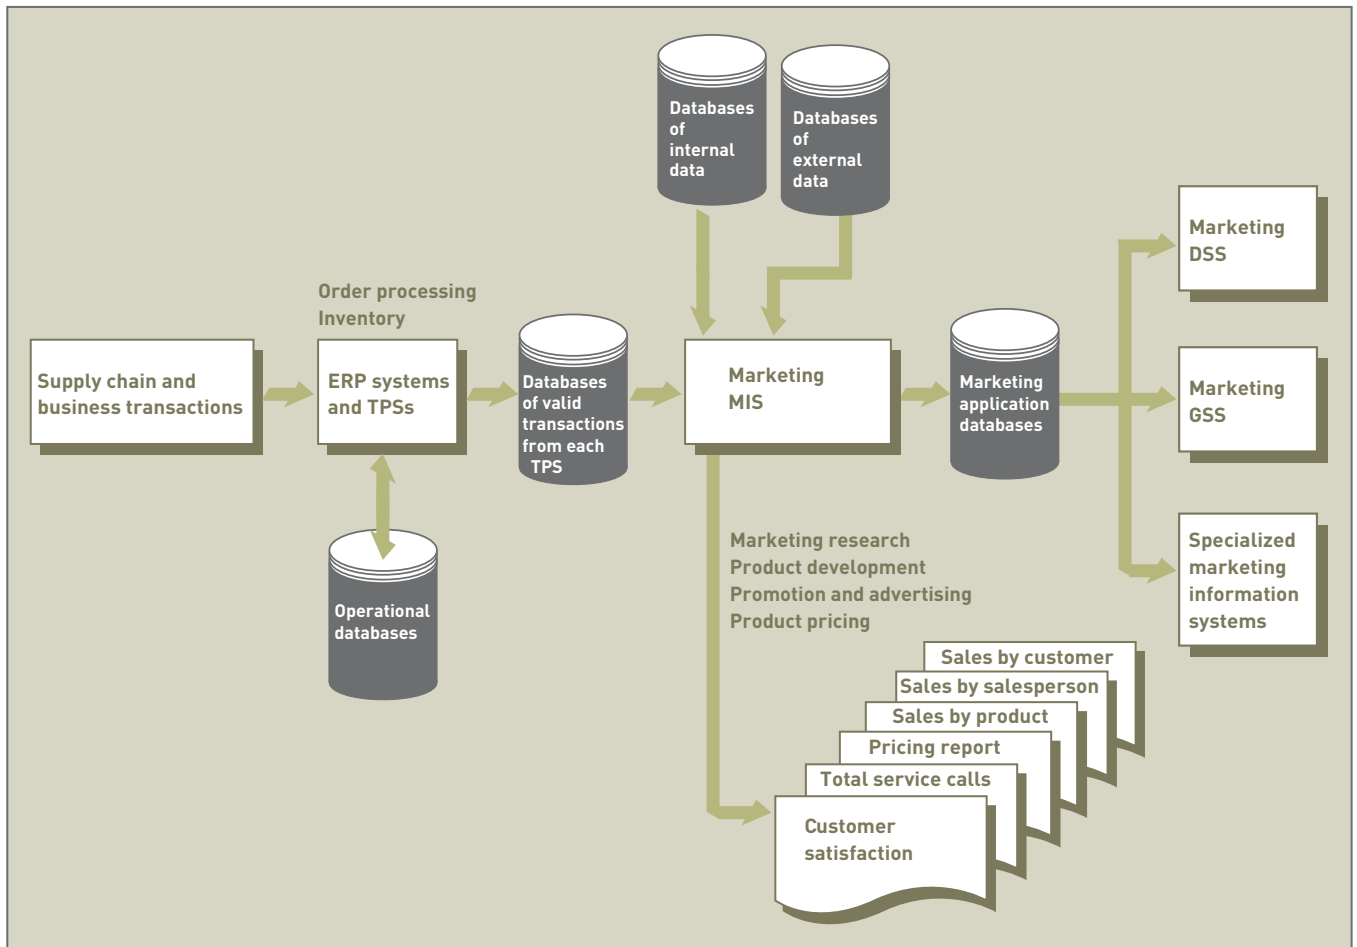 Databases
of
internal
data
Databases
of
external
data
Marketing
DSS
Order processing
Inventory
Supply chain and
business transactions
ERP systems
and TPSs
Databases
of valid
transactions
from each
TPS
Marketing
MIS
Marketing
application
databases
Marketing
GSS
Operational
databases
Marketing research
Product development
Promotion and advertising
Product pricing
Specialized
marketing
information
systems
Sales by customer
Sales by salesperson
Sales by product
Pricing report
Total service calls
Customer
satisfaction